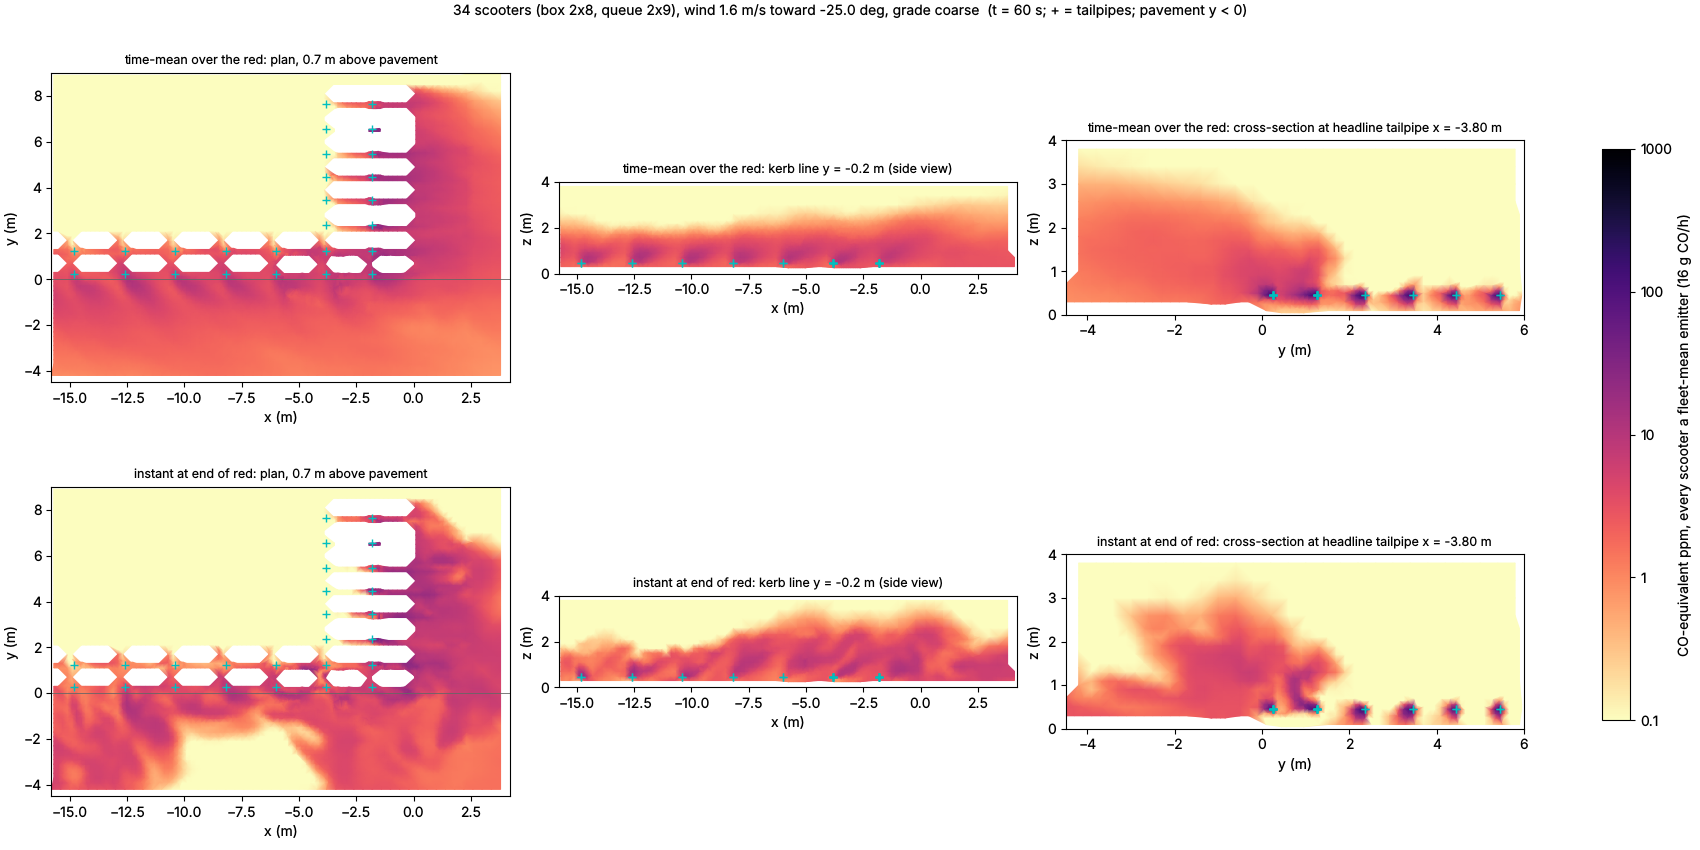 34 scooters (box 2x8, queue 2x9), wind 1.6 m/s toward -25.0 deg, grade coarse (t = 60 s; + = tailpipes; pavement y < 0)
time-mean over the red: plan, 0.7 m above pavement
8
6
4
2
0
−2
−4
y (m)
−15.0 −12.5 −10.0 −7.5 −5.0 −2.5 0.0 2.5
x (m)
time-mean over the red: kerb line y = -0.2 m (side view)
4
2
0
z (m)
−15.0 −12.5 −10.0 −7.5 −5.0 −2.5 0.0 2.5
x (m)
time-mean over the red: cross-section at headline tailpipe x = -3.80 m
4
3
2
1
0
z (m)
−4 −2 0 2 4 6
y (m)
instant at end of red: plan, 0.7 m above pavement
8
6
4
2
0
−2
−4
y (m)
−15.0 −12.5 −10.0 −7.5 −5.0 −2.5 0.0 2.5
x (m)
instant at end of red: kerb line y = -0.2 m (side view)
4
2
0
z (m)
−15.0 −12.5 −10.0 −7.5 −5.0 −2.5 0.0 2.5
x (m)
instant at end of red: cross-section at headline tailpipe x = -3.80 m
4
3
2
1
0
z (m)
−4 −2 0 2 4 6
y (m)
1000
100
10
1
0.1
CO-equivalent ppm, every scooter a fleet-mean emitter (16 g CO/h)